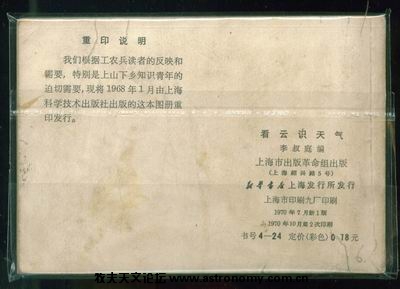 重印说明
我们根据工农兵读者的反映和
需要，特别是上山下乡知识青年的
迫切需要，现将1968年1月由上海
科学技术出版社出版的这本图册重
印发行。
看云识天气
李叔庭编
上海市出版革命组出版
(上海绍兴路5号)
新华书店上海发行所发行
上海市印刷九厂印刷
1970年7月新1版
1970年10月第2次印刷
书号4—24 定价(彩色)0.18元
牧夫天文论坛 www.astronomy.com.cn